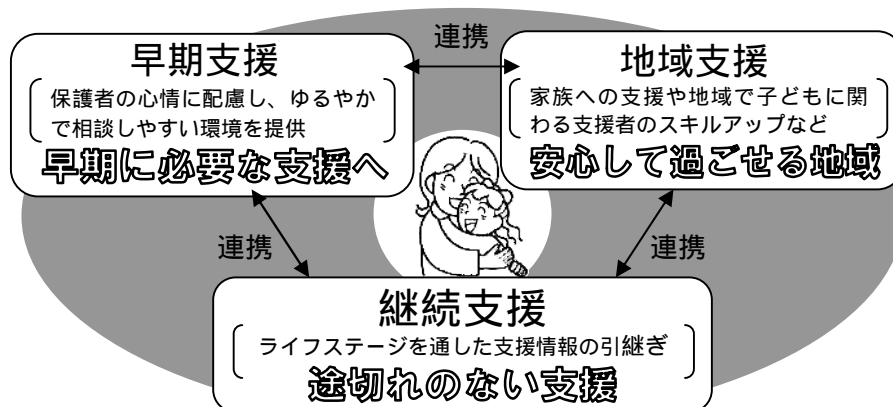 連携
早期支援
保護者の心情に配慮し、ゆるやか
で相談しやすい環境を提供
早期に必要な支援へ
地域支援
家族への支援や地域で子どもに関
わる支援者のスキルアップなど
安心して過ごせる地域
連携
連携
継続支援
ライフステージを通した支援情報の引継ぎ
途切れのない支援